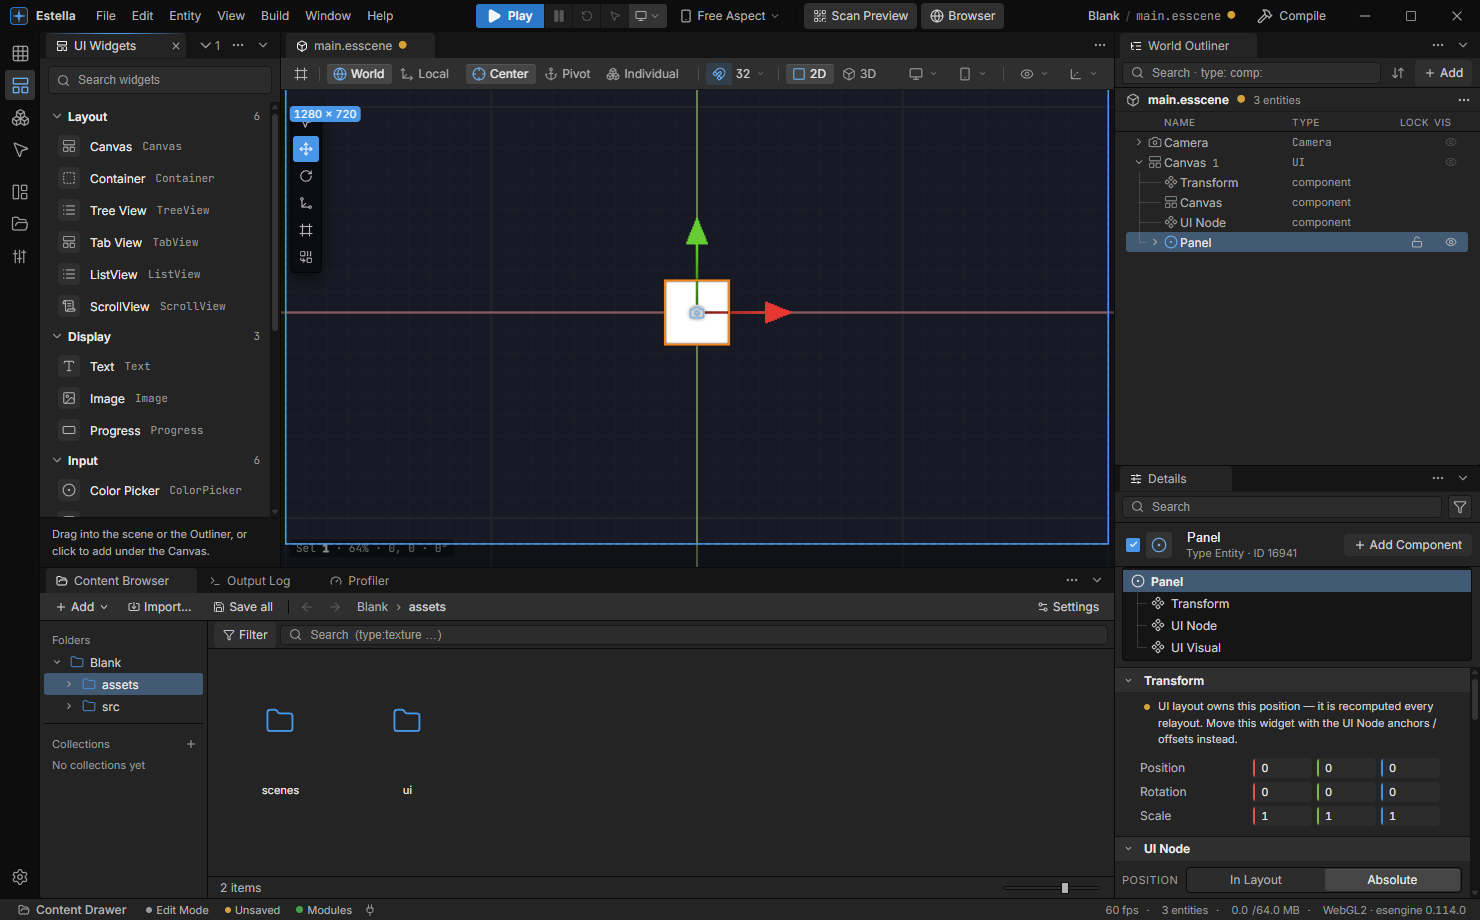 Estella File Edit Entity View Build Window Help Play Free Aspect Scan Preview Browser Blank / main.esscene Compile
UI Widgets 1
Search widgets
Layout 6
Canvas Canvas
Container Container
Tree View TreeView
Tab View TabView
ListView ListView
ScrollView ScrollView
Display 3
Text Text
Image Image
Progress Progress
Input 6
Color Picker ColorPicker
Drag into the scene or the Outliner, or
click to add under the Canvas.
main.esscene
World Local Center Pivot Individual 32 2D 3D
1280 × 720
Sel 1 · 64% · 0, 0 · 0°
World Outliner
Search · type: comp: Add
main.esscene 3 entities
NAME TYPE LOCK VIS
Camera Camera
Canvas 1 UI
Transform component
Canvas component
UI Node component
Panel
Details
Search
Panel
Type Entity · ID 16941
Add Component
Panel
Transform
UI Node
UI Visual
Transform
UI layout owns this position — it is recomputed every
relayout. Move this widget with the UI Node anchors /
offsets instead.
Position 0 0 0
Rotation 0 0 0
Scale 1 1 1
UI Node
POSITION In Layout Absolute
Content Browser Output Log Profiler
Add Import... Save all Blank › assets Settings
Folders
Blank
assets
src
Collections +
No collections yet
Filter Search (type:texture ...)
scenes ui
2 items
Content Drawer Edit Mode Unsaved Modules 60 fps · 3 entities · 0.0 /64.0 MB · WebGL2 · esengine 0.114.0